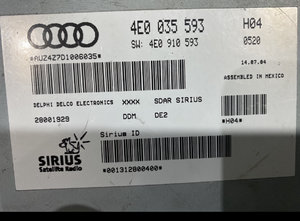 4E0 035 593
H04
SW: 4E0 910 593
0520
*AUZ4Z7D1006035*
14.07.04
ASSEMBLED IN MEXICO
DELPHI DELCO ELECTRONICS XXXX SDAR SIRIUS
28001929 DDM. DE2
*H04*
Sirius ID
SIRIUS
Satellite Radio
*001312800400*